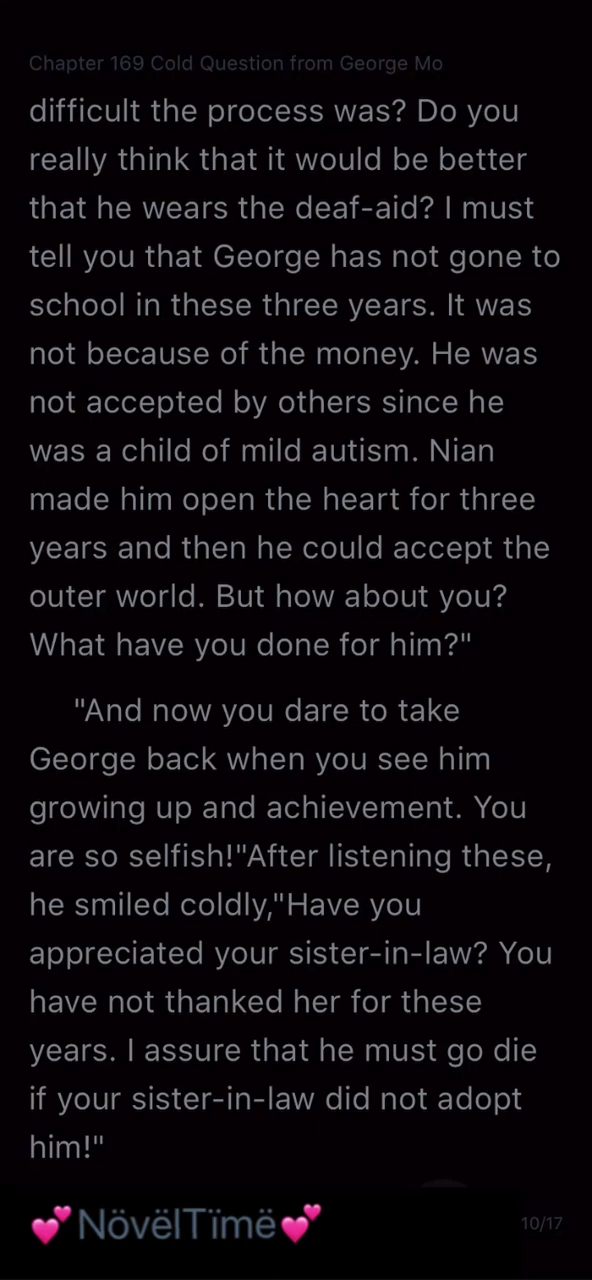 Chapter 169 Cold Question from George Mo
difficult the process was? Do you
really think that it would be better
that he wears the deaf-aid? I must
tell you that George has not gone to
school in these three years. It was
not because of the money. He was
not accepted by others since he
was a child of mild autism. Nian
made him open the heart for three
years and then he could accept the
outer world. But how about you?
What have you done for him?"
"And now you dare to take
George back when you see him
growing up and achievement. You
are so selfish!"After listening these,
he smiled coldly,"Have you
appreciated your sister-in-law? You
have not thanked her for these
years. I assure that he must go die
if your sister-in-law did not adopt
him!"
💕NövëlTïmë💕
10/17